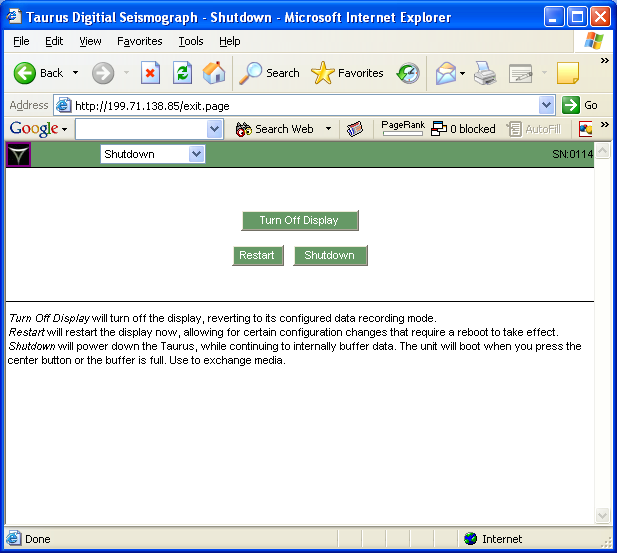 Taurus Digitial Seismograph - Shutdown - Microsoft Internet Explorer
File Edit View Favorites Tools Help
Back Search Favorites »
Address http://199.71.138.85/exit.page Go
Google Search Web PageRank 0 blocked AutoFill »
Shutdown SN:0114
Turn Off Display
Restart Shutdown
Turn Off Display will turn off the display, reverting to its configured data recording mode.
Restart will restart the display now, allowing for certain configuration changes that require a reboot to take effect.
Shutdown will power down the Taurus, while continuing to internally buffer data. The unit will boot when you press the
center button or the buffer is full. Use to exchange media.
Done Internet